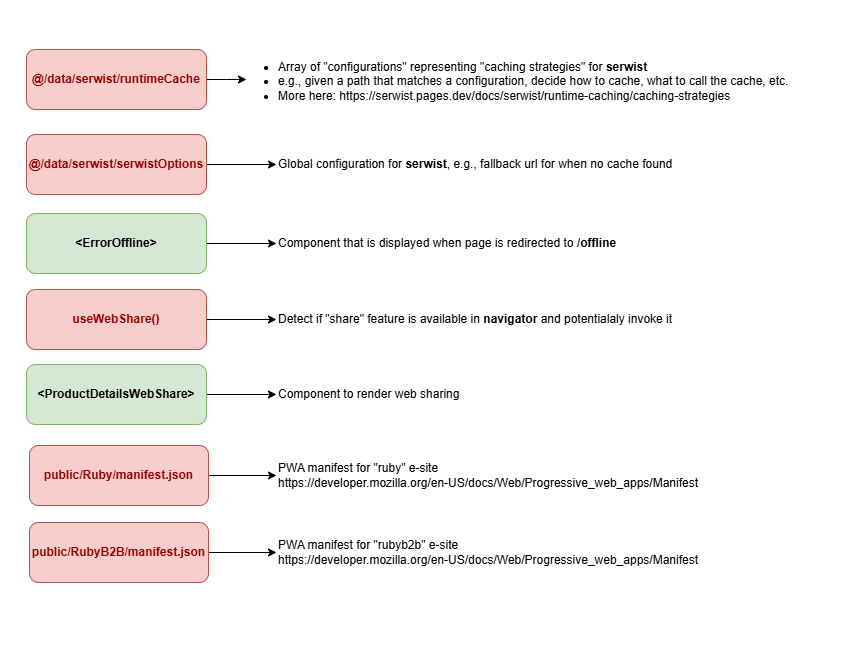 @/data/serwist/runtimeCache
Array of "configurations" representing "caching strategies" for serwist
e.g., given a path that matches a configuration, decide how to cache, what to call the cache, etc.
More here: https://serwist.pages.dev/docs/serwist/runtime-caching/caching-strategies
@/data/serwist/serwistOptions
Global configuration for serwist, e.g., fallback url for when no cache found
<ErrorOffline>
Component that is displayed when page is redirected to /offline
useWebShare()
Detect if "share" feature is available in navigator and potentialaly invoke it
<ProductDetailsWebShare>
Component to render web sharing
public/Ruby/manifest.json
PWA manifest for "ruby" e-site
https://developer.mozilla.org/en-US/docs/Web/Progressive_web_apps/Manifest
public/RubyB2B/manifest.json
PWA manifest for "rubyb2b" e-site
https://developer.mozilla.org/en-US/docs/Web/Progressive_web_apps/Manifest